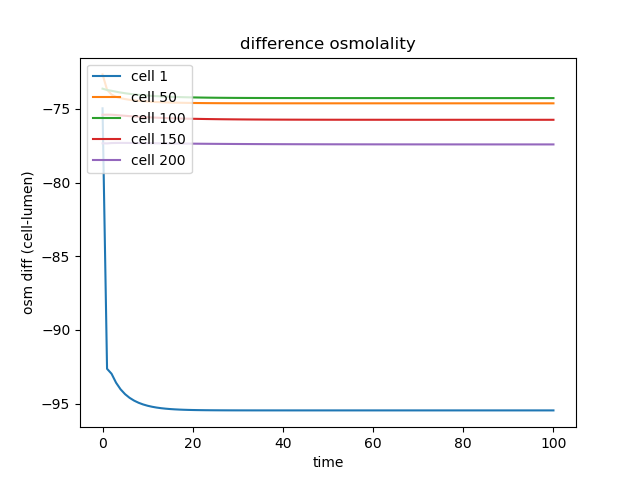 difference osmolality
cell 1
cell 50
cell 100
cell 150
cell 200
osm diff (cell-lumen)
−75
−80
−85
−90
−95
0
20
40
60
80
100
time